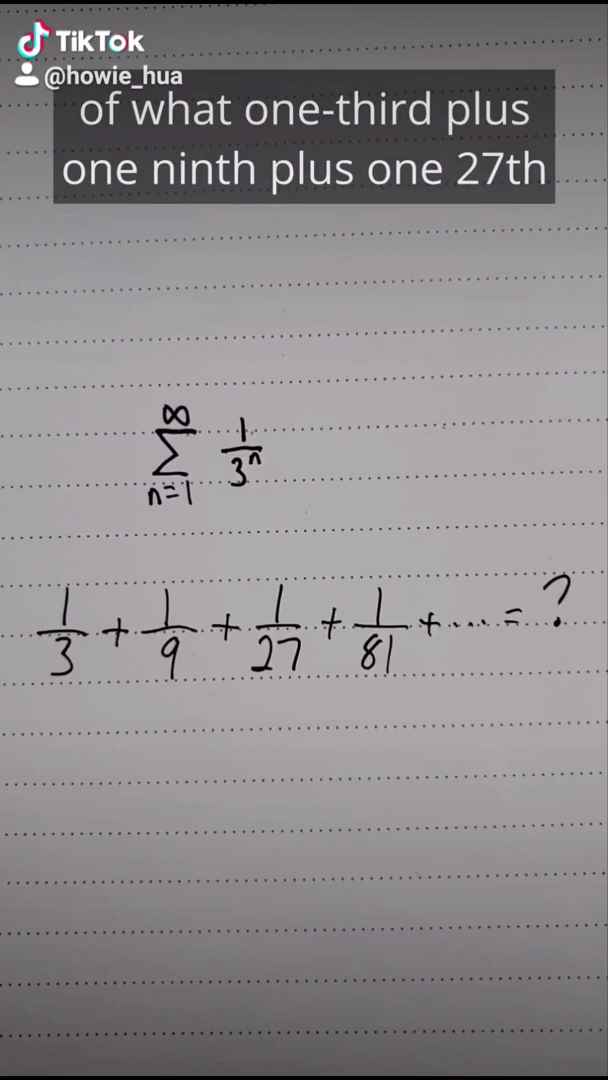 TikTok
@howie_hua
of what one-third plus
one ninth plus one 27th
∞
Σ 1/3ⁿ
n=1
1/3 + 1/9 + 1/27 + 1/81 + .... = ?